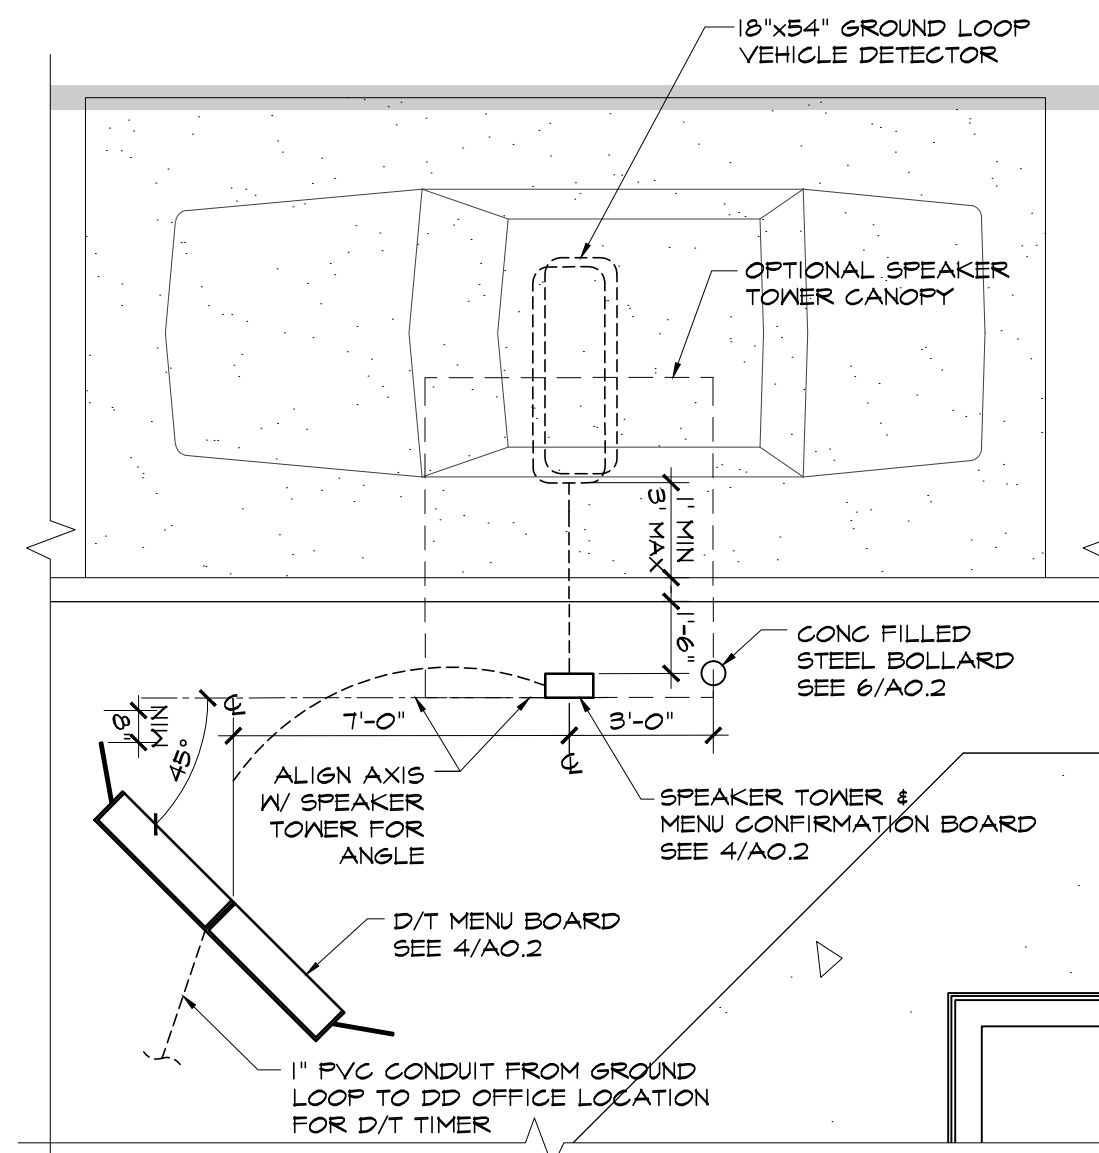 18"x54" GROUND LOOP
VEHICLE DETECTOR
OPTIONAL SPEAKER
TOWER CANOPY
1' MIN
3' MAX
1'-6"
CONC FILLED
STEEL BOLLARD
SEE 6/A0.2
8"
MIN
45°
℄
7'-0"
3'-0"
℄
ALIGN AXIS
W/ SPEAKER
TOWER FOR
ANGLE
SPEAKER TOWER &
MENU CONFIRMATION BOARD
SEE 4/A0.2
D/T MENU BOARD
SEE 4/A0.2
1" PVC CONDUIT FROM GROUND
LOOP TO DD OFFICE LOCATION
FOR D/T TIMER